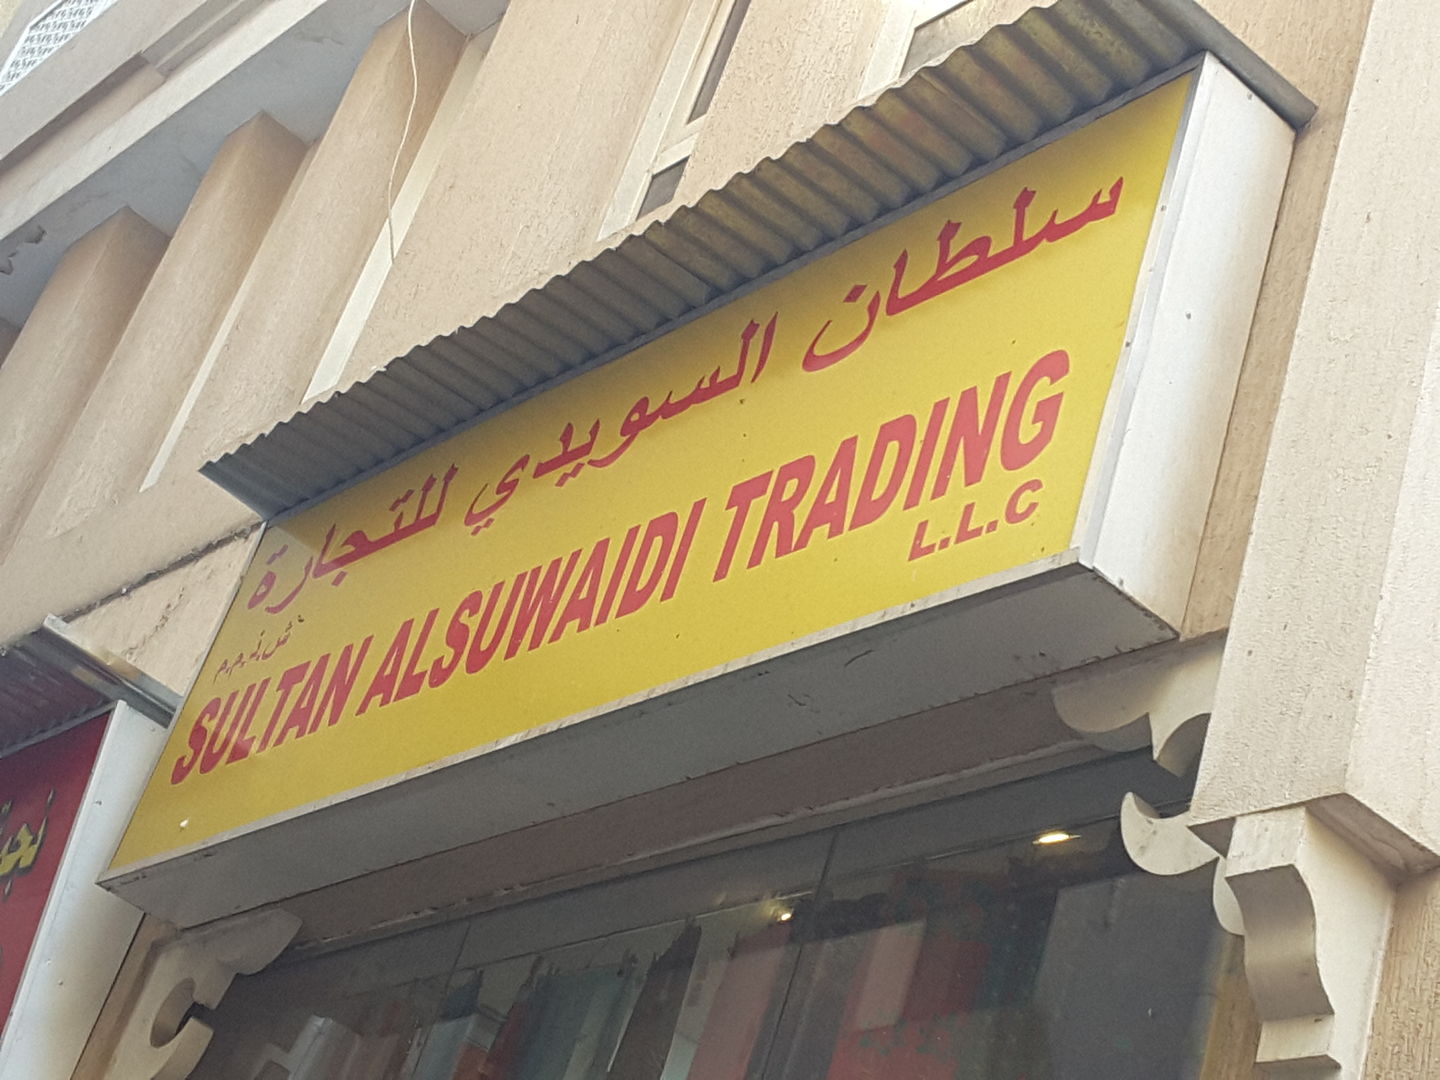 سلطان السويدي للتجارة
ش.ذ.م.م
SULTAN ALSUWAIDI TRADING
L.L.C